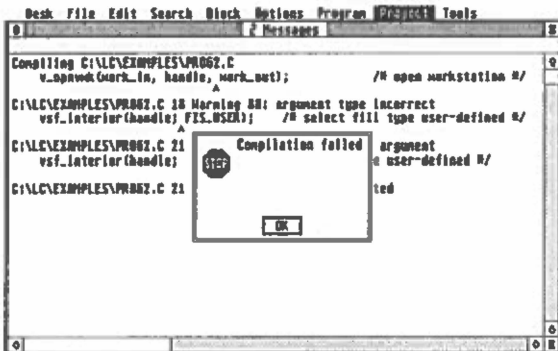 Desk File Edit Search Block Options Program Project Tools
2 Messages
Compiling C:\LC\EXAMPLES\PROG2.C
v_opnvwk(work_in, handle, work_out); /* open workstation */
^
C:\LC\EXAMPLES\PROG2.C 18 Warning 88: argument type incorrect
vsf_interior(handle; FIS_USER); /* select fill type user-defined */
^
C:\LC\EXAMPLES\PROG2.C 21 argument
vsf_interior(handle; e user-defined */
C:\LC\EXAMPLES\PROG2.C 21 ted
Compilation failed
STOP
OK